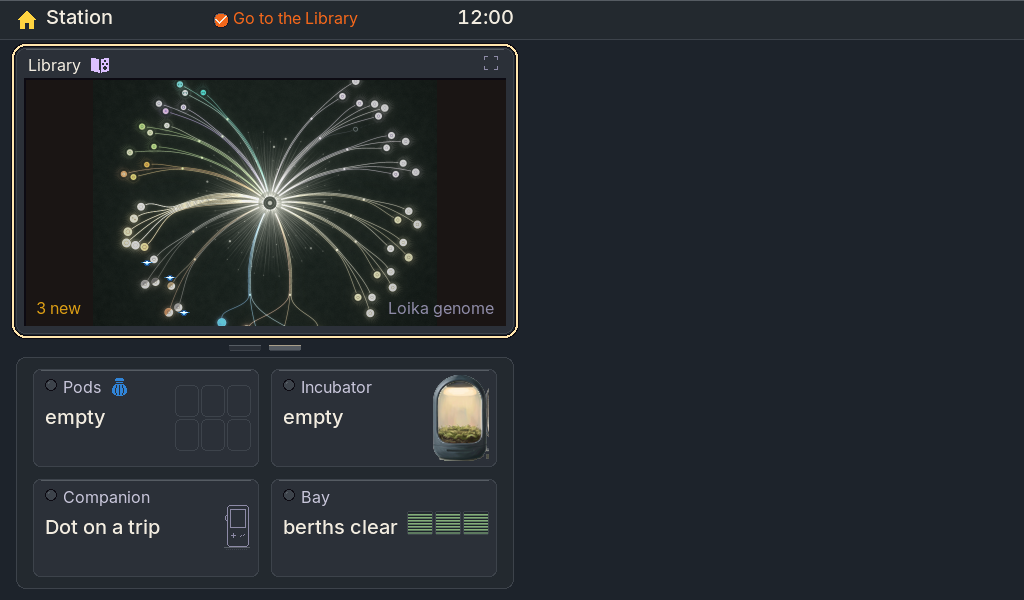 Station
Go to the Library
12:00
Library
3 new
Loika genome
Pods
empty
Incubator
empty
Companion
Dot on a trip
Bay
berths clear